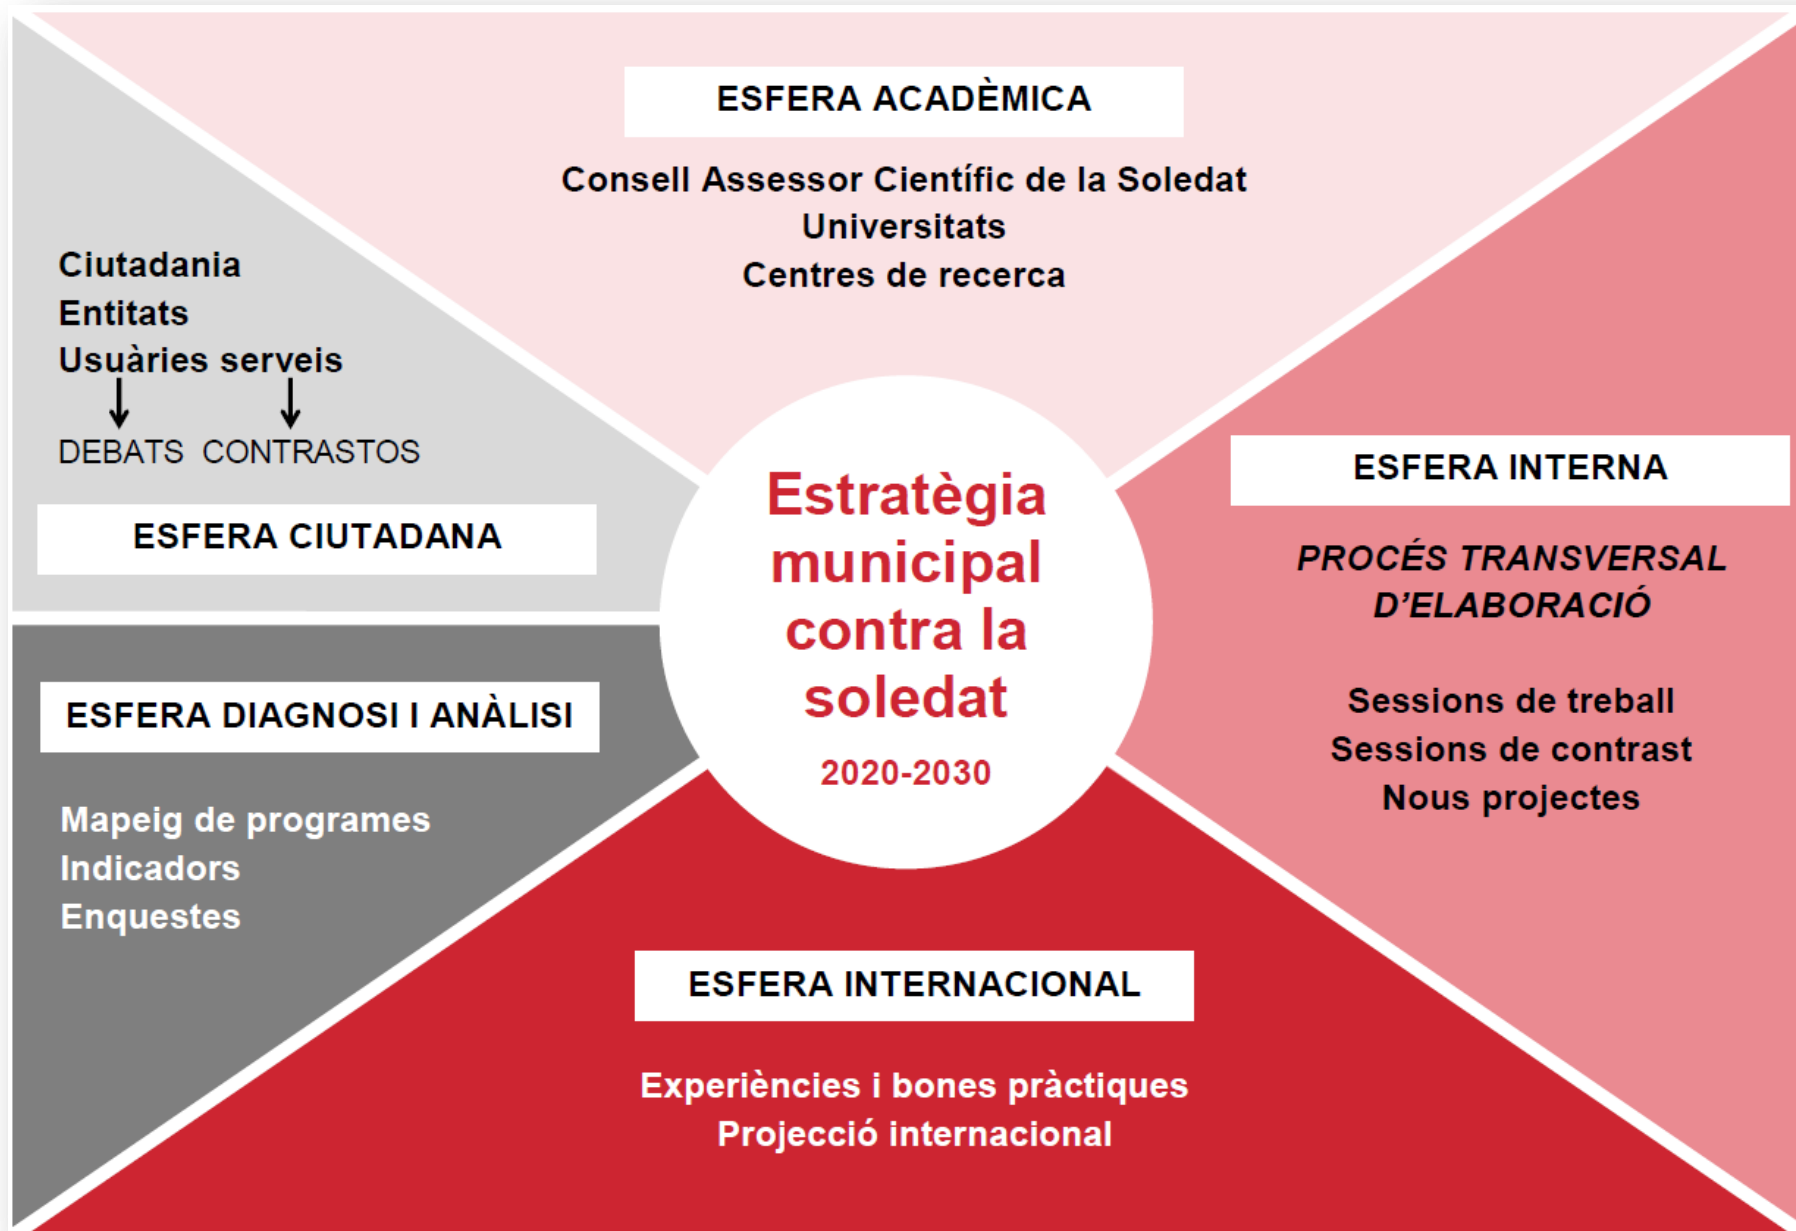 ESFERA ACADÈMICA
Consell Assessor Científic de la Soledat
Universitats
Centres de recerca
Ciutadania
Entitats
Usuàries serveis
DEBATS CONTRASTOS
ESFERA CIUTADANA
Estratègia
municipal
contra la
soledat
2020-2030
ESFERA INTERNA
PROCÉS TRANSVERSAL
D’ELABORACIÓ
Sessions de treball
Sessions de contrast
Nous projectes
ESFERA DIAGNOSI I ANÀLISI
Mapeig de programes
Indicadors
Enquestes
ESFERA INTERNACIONAL
Experiències i bones pràctiques
Projecció internacional